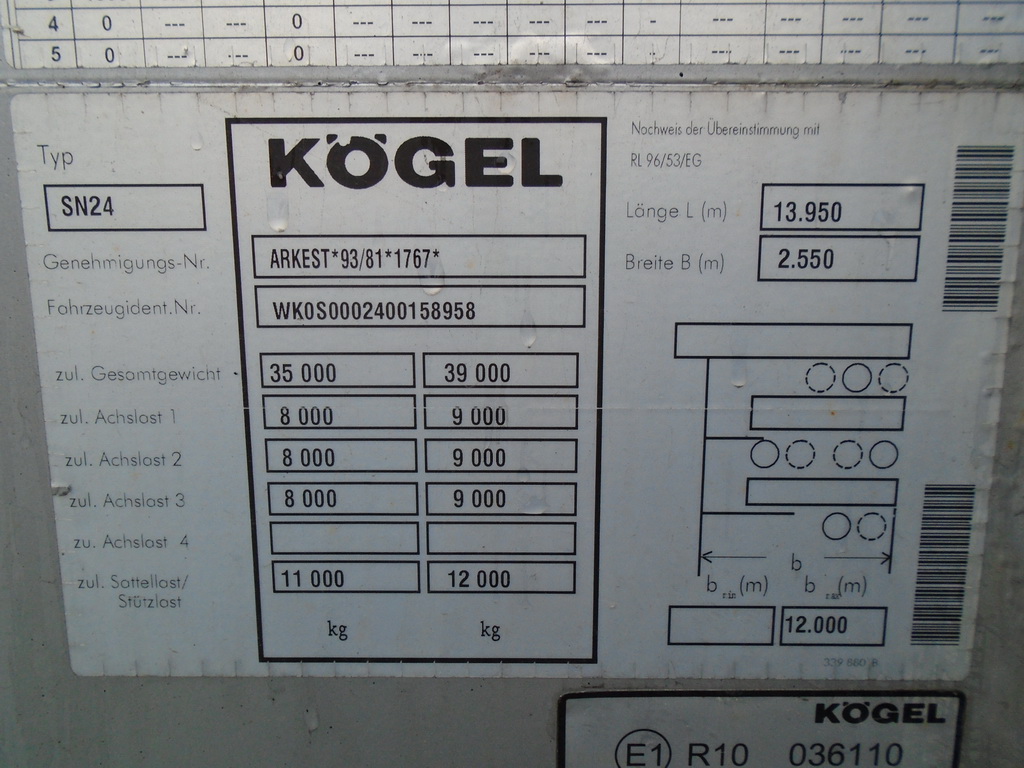 4 0 --- --- 0 --- --- --- --- --- - --- --- --- --- ---
5 0 --- --- 0 --- --- --- --- --- --- --- --- --- --- ---
KÖGEL
Typ
SN24
Genehmigungs-Nr. ARKEST*93/81*1767*
Fahrzeugident.Nr. WK0S0002400158958
zul. Gesamtgewicht 35 000 39 000
zul. Achslast 1 8 000 9 000
zul. Achslast 2 8 000 9 000
zul. Achslast 3 8 000 9 000
zu. Achslast 4
zul. Sattellast/
Stützlast 11 000 12 000
kg kg
Nachweis der Übereinstimmung mit
RL 96/53/EG
Länge L (m) 13.950
Breite B (m) 2.550
b
b min (m) b max (m)
12.000
339 880 B
KÖGEL
E1 R10 036110